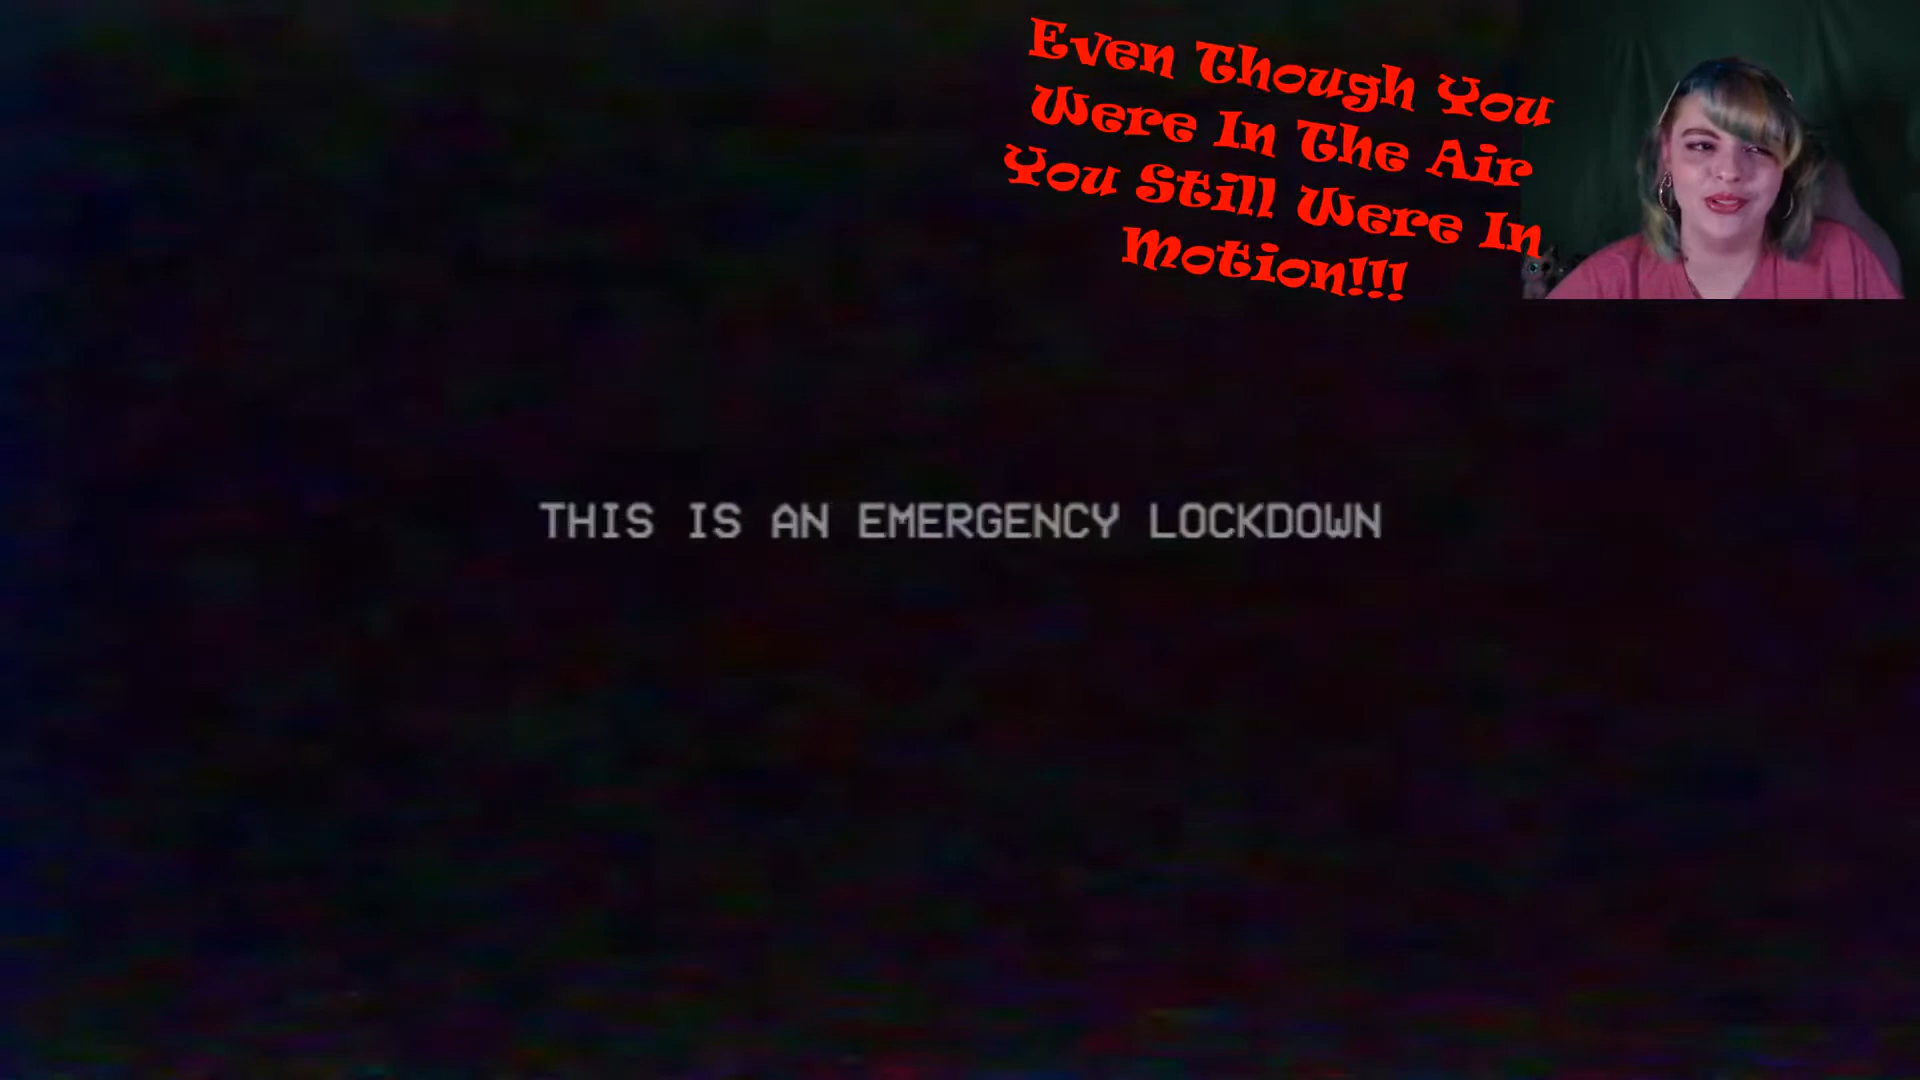 Even Though You
Were In The Air
You Still Were In
Motion!!!
THIS IS AN EMERGENCY LOCKDOWN